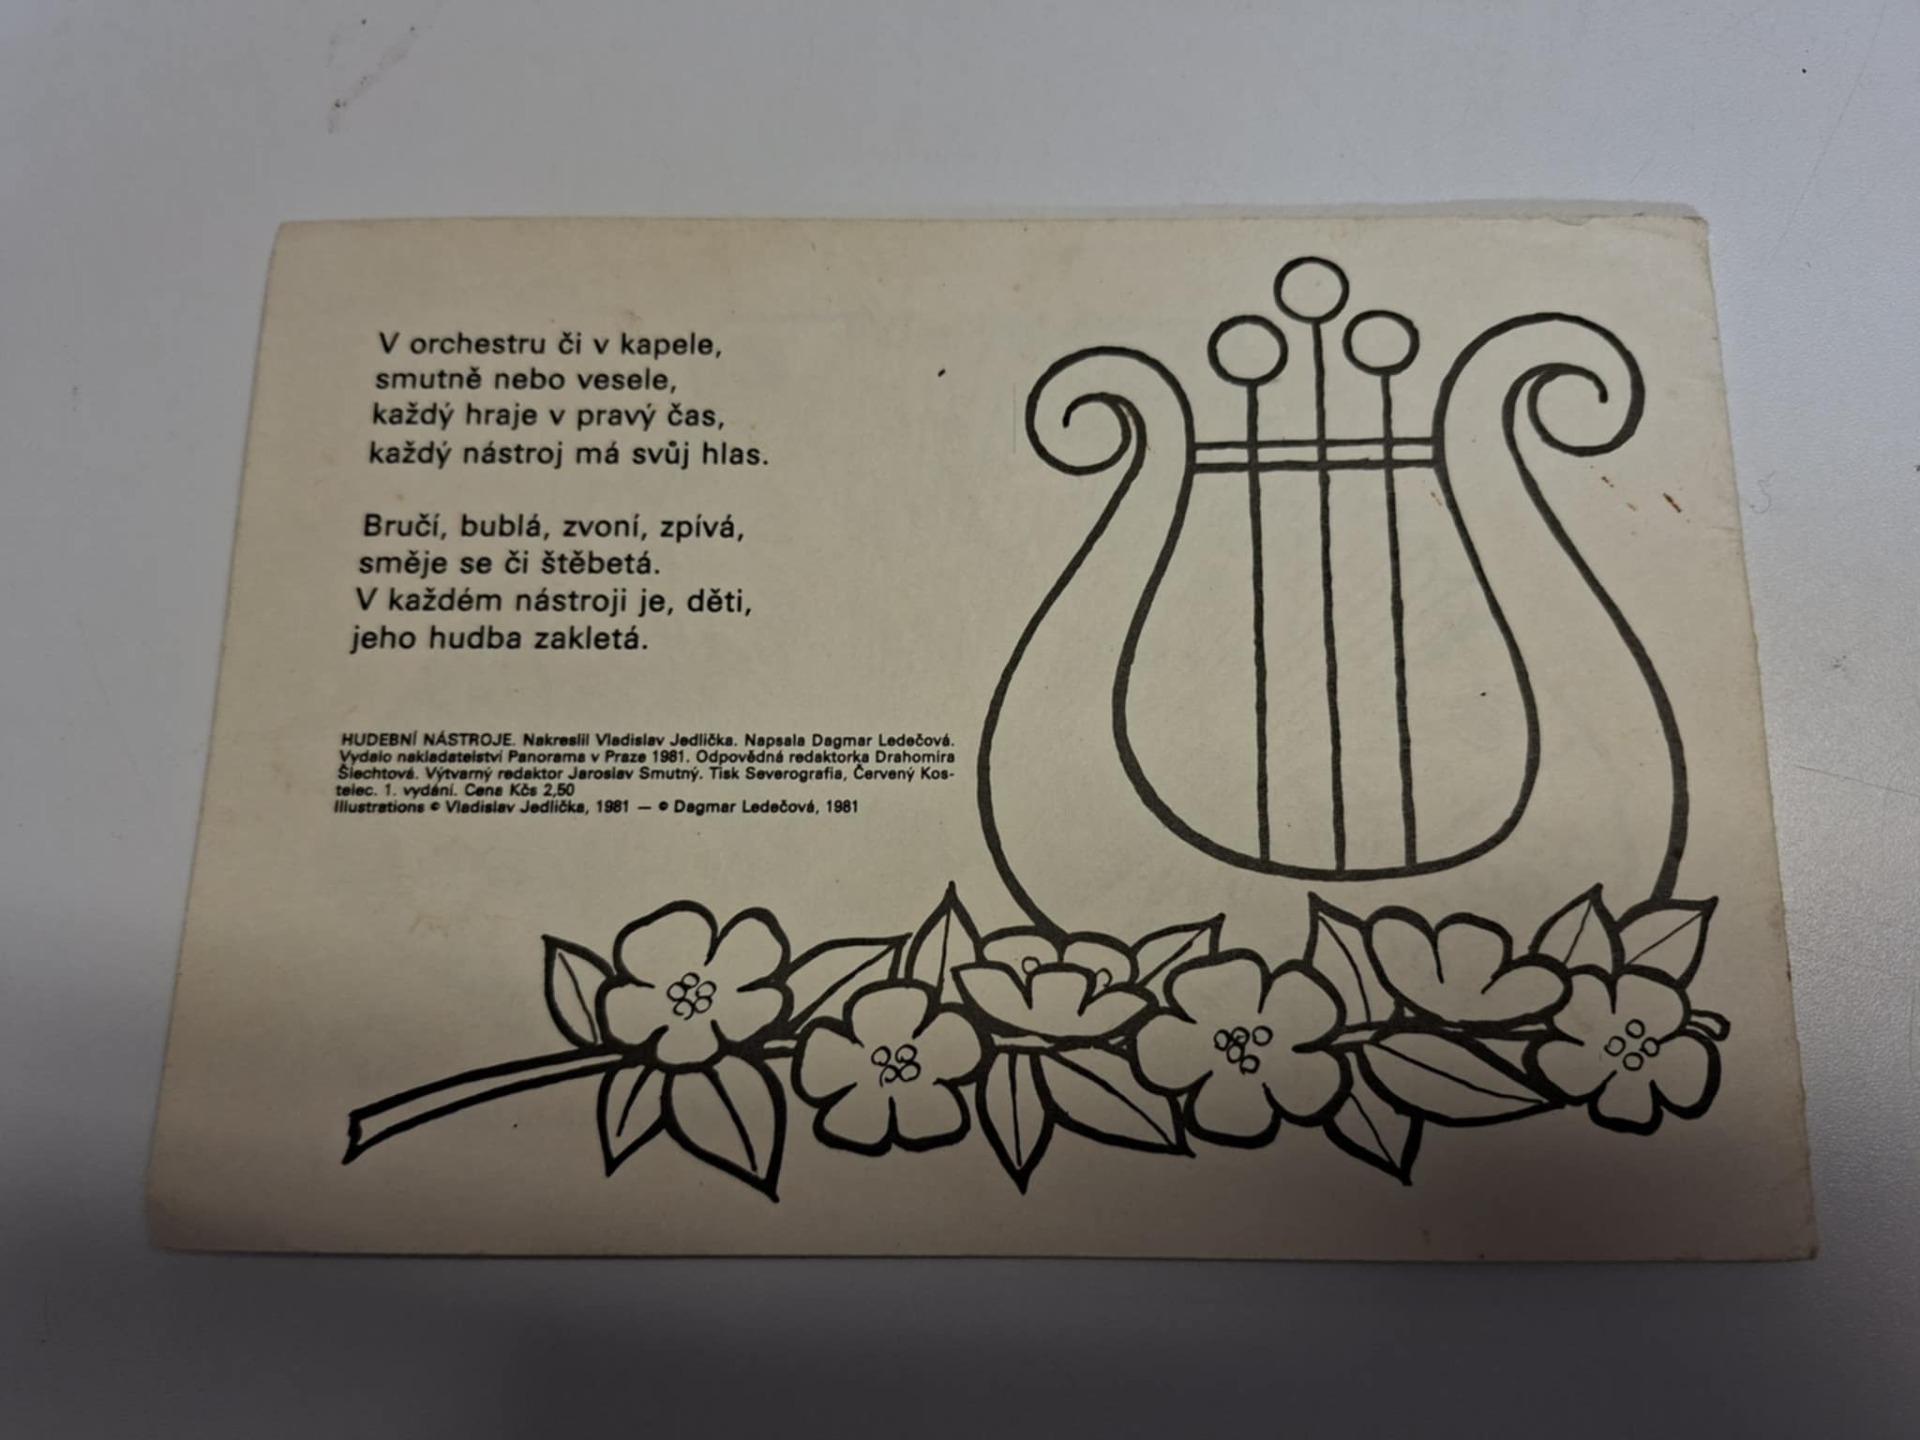 V orchestru či v kapele,
smutně nebo vesele,
každý hraje v pravý čas,
každý nástroj má svůj hlas.
Bručí, bublá, zvoní, zpívá,
směje se či štěbetá.
V každém nástroji je, děti,
jeho hudba zakletá.
HUDEBNÍ NÁSTROJE. Nakreslil Vladislav Jedlička. Napsala Dagmar Ledečová.
Vydalo nakladatelství Panorama v Praze 1981. Odpovědná redaktorka Drahomíra
Šlechtová. Výtvarný redaktor Jaroslav Smutný. Tisk Severografia, Červený Kos-
telec. 1. vydání. Cena Kčs 2,50
Illustrations © Vladislav Jedlička, 1981 — © Dagmar Ledečová, 1981